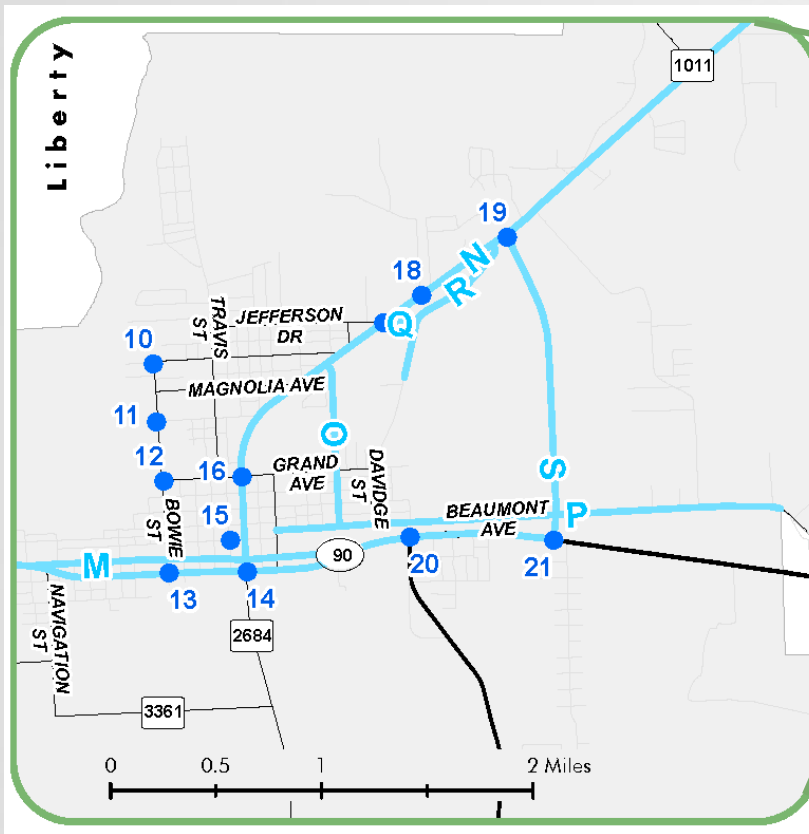 Liberty
1011
19
N
18
R
TRAVIS
ST
JEFFERSON
DR
Q
10
MAGNOLIA AVE
11
O
12
16
GRAND
AVE
DAVIDGE
ST
S
BOWIE
ST
15
BEAUMONT
AVE
P
M
90
13
14
20
21
NAVIGATION
ST
2684
3361
0
0.5
1
2 Miles